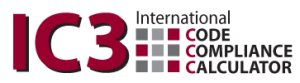 IC3 International
CODE
COMPLIANCE
CALCULATOR